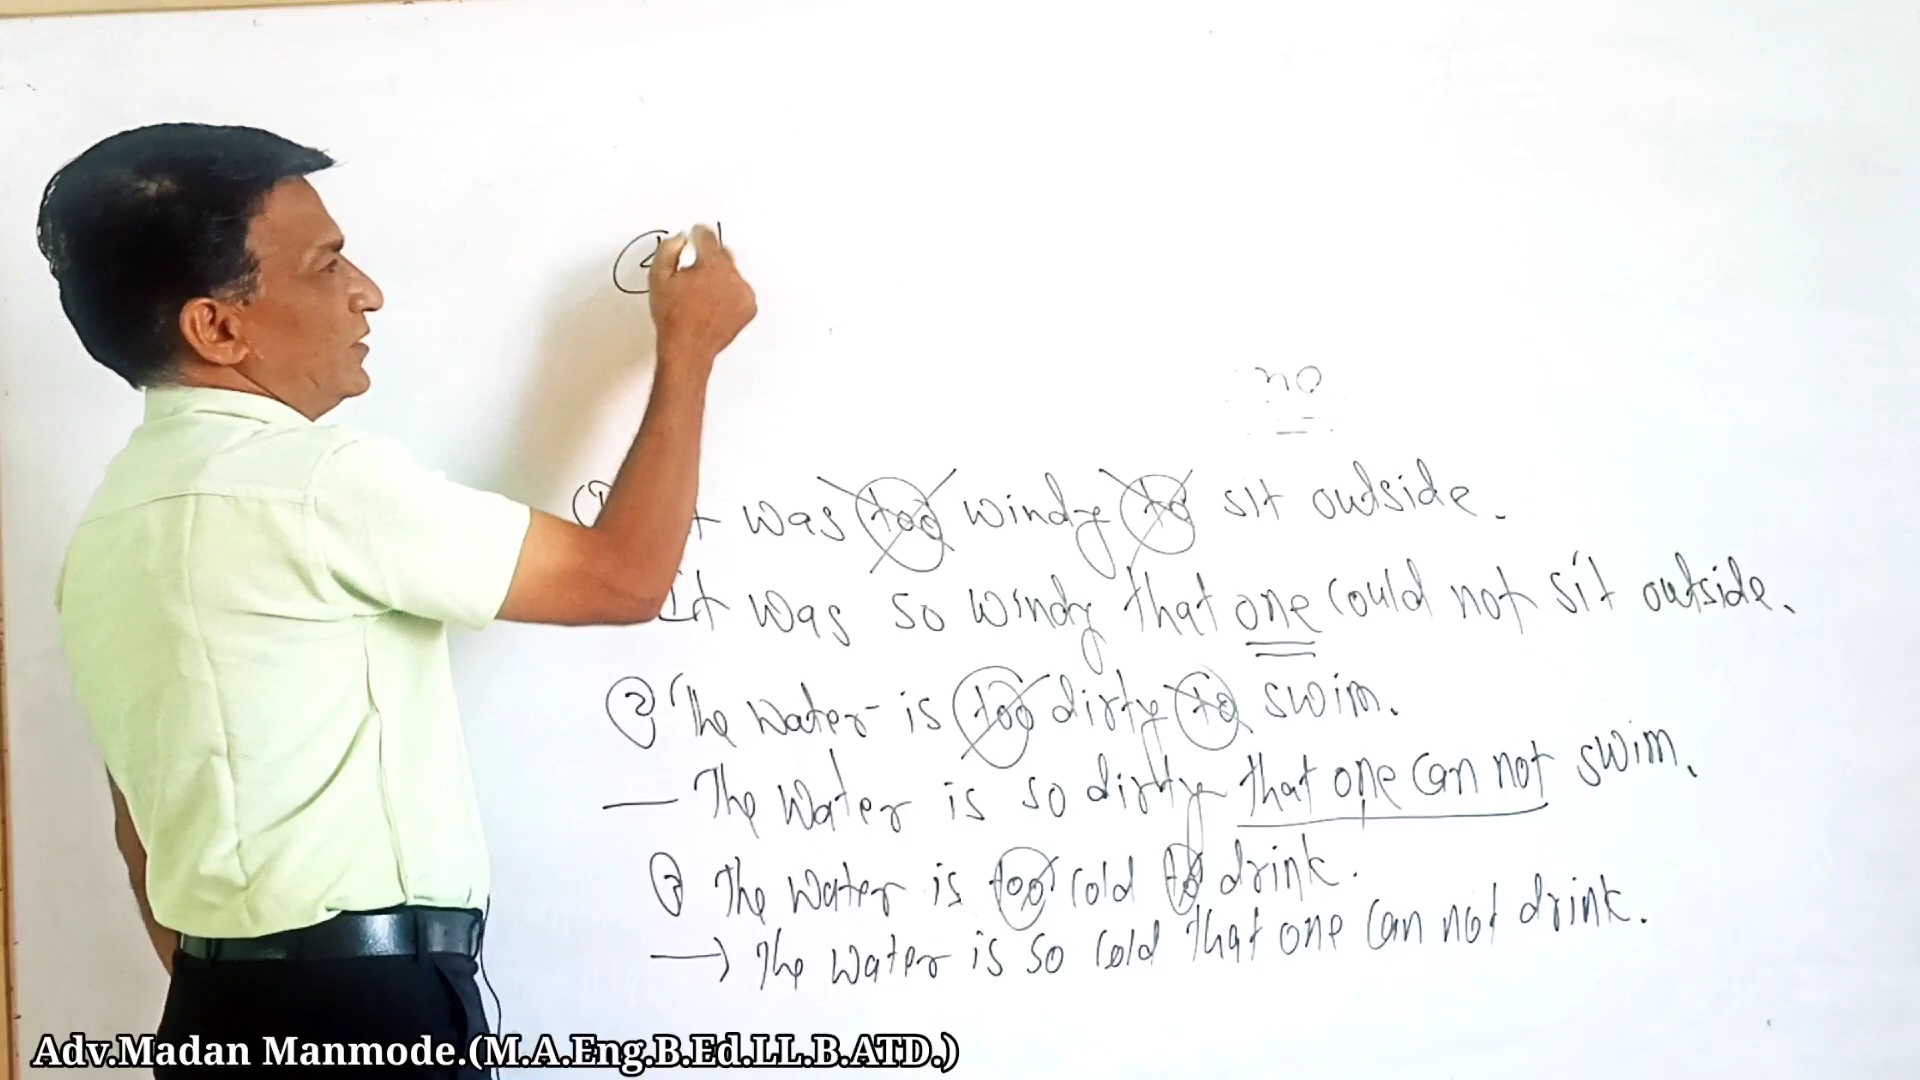 ④
no
① It was too windy to sit outside.
It was so windy that one could not sit outside.
② The water is too dirty to swim.
— The water is so dirty that one can not swim.
③ The water is too cold to drink.
→ The water is so cold that one can not drink.
Adv.Madan Manmode.(M.A.Eng.B.Ed.LL.B.ATD.)